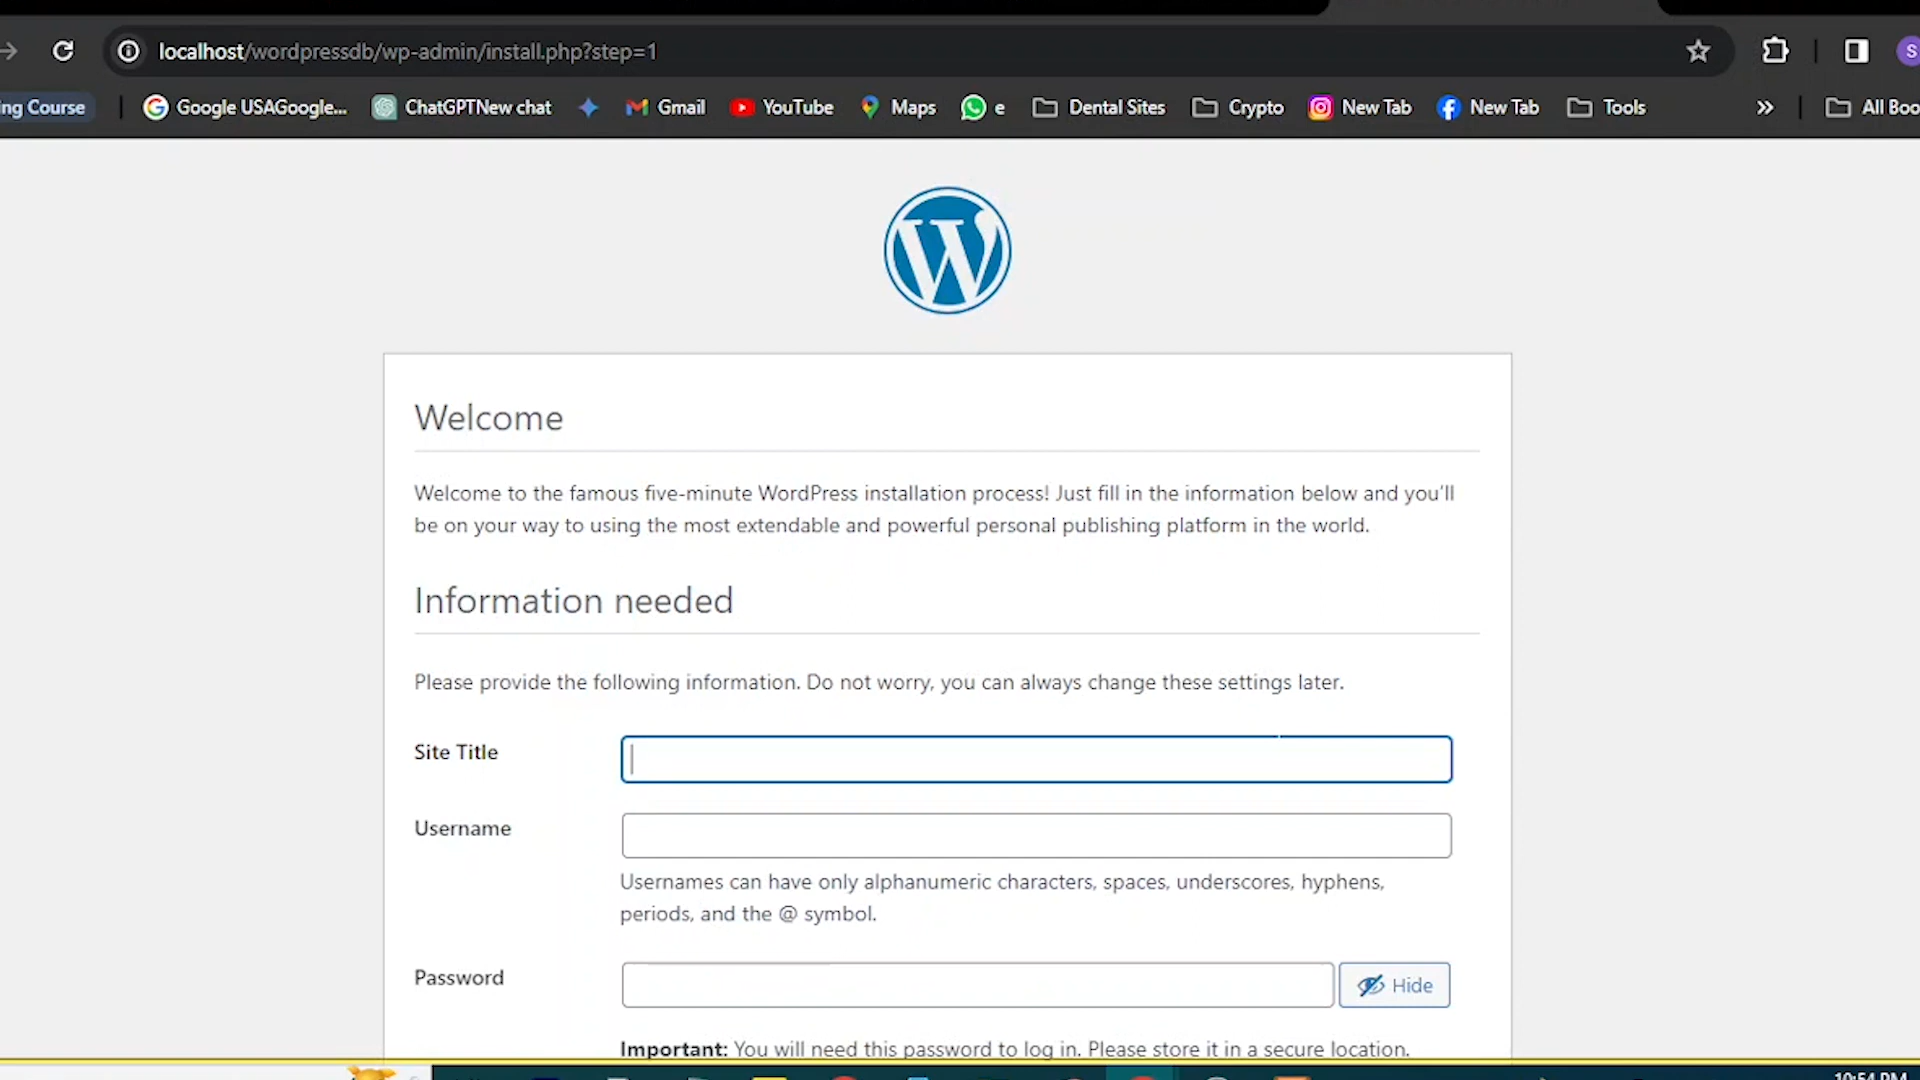 localhost/wordpressdb/wp-admin/install.php?step=1
S
ing Course
Google USAGoogle...
ChatGPTNew chat
Gmail
YouTube
Maps
e
Dental Sites
Crypto
New Tab
New Tab
Tools
All Boo
Welcome
Welcome to the famous five-minute WordPress installation process! Just fill in the information below and you’ll
be on your way to using the most extendable and powerful personal publishing platform in the world.
Information needed
Please provide the following information. Do not worry, you can always change these settings later.
Site Title
Username
Usernames can have only alphanumeric characters, spaces, underscores, hyphens,
periods, and the @ symbol.
Password
Hide
Important: You will need this password to log in. Please store it in a secure location.
10:54 PM